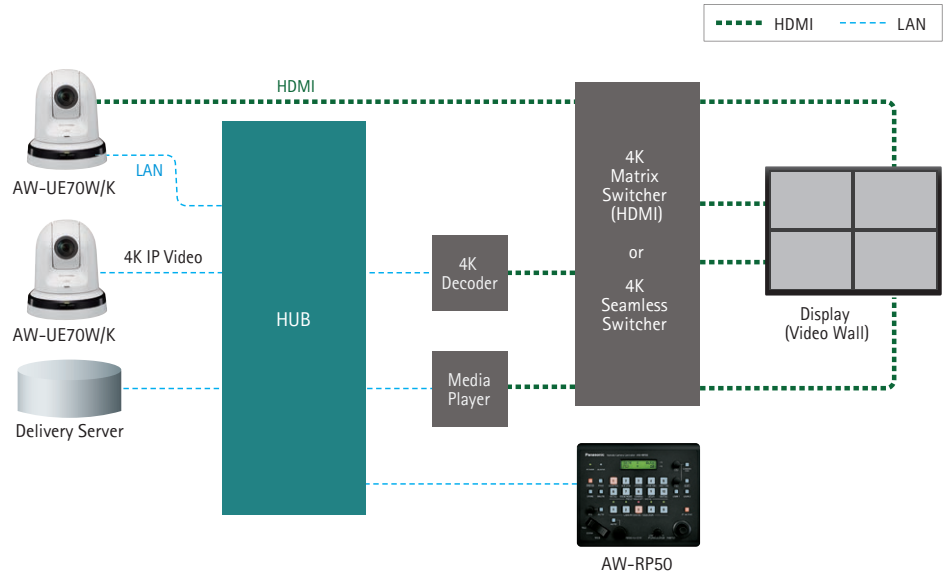 HDMI
LAN
HDMI
LAN
AW-UE70W/K
4K IP Video
AW-UE70W/K
Delivery Server
HUB
4K
Decoder
Media
Player
4K
Matrix
Switcher
(HDMI)
or
4K
Seamless
Switcher
Display
(Video Wall)
Panasonic
AW-RP50